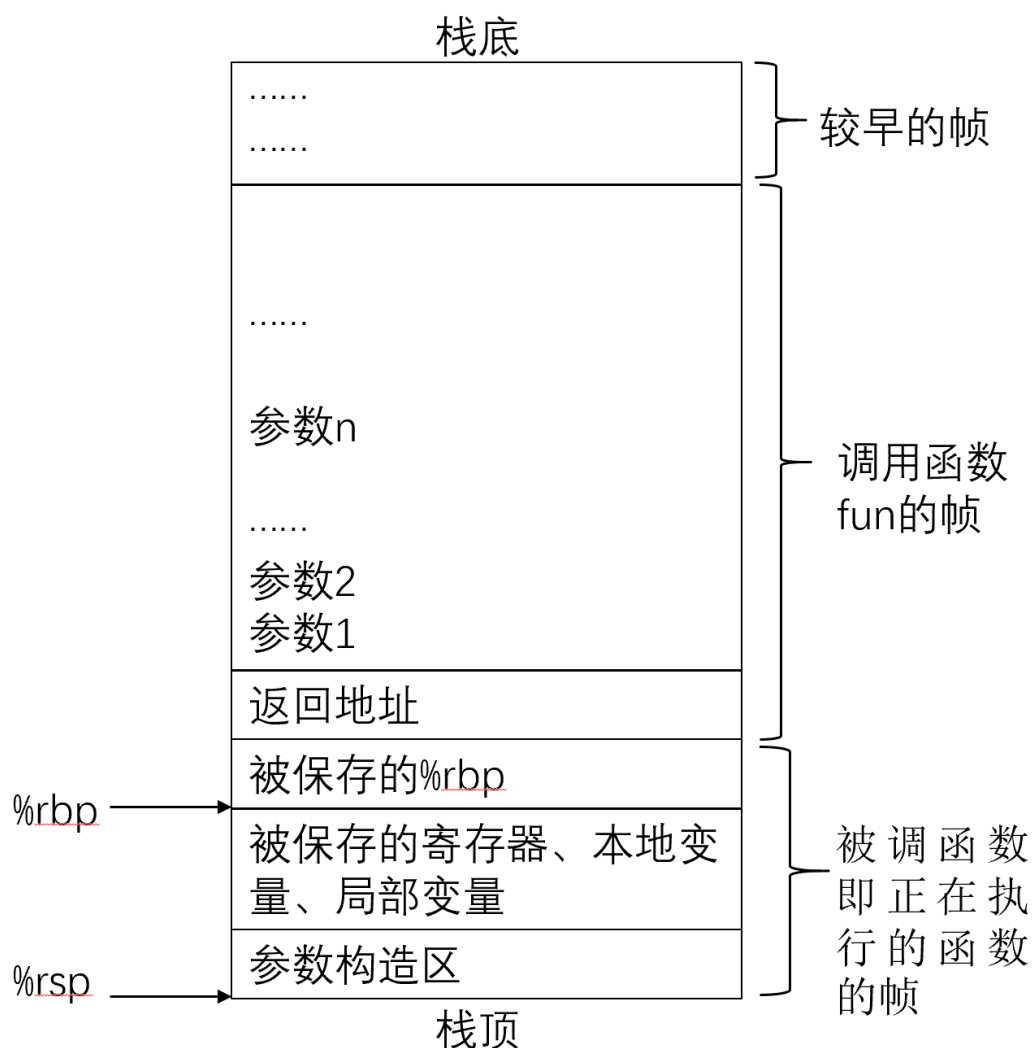 栈底
……
……
较早的帧
……
参数n
……
参数2
参数1
调用函数
fun的帧
返回地址
被保存的%rbp
%rbp
被保存的寄存器、本地变
量、局部变量
参数构造区
%rsp
被调函数
即正在执
行的函数
的帧
栈顶